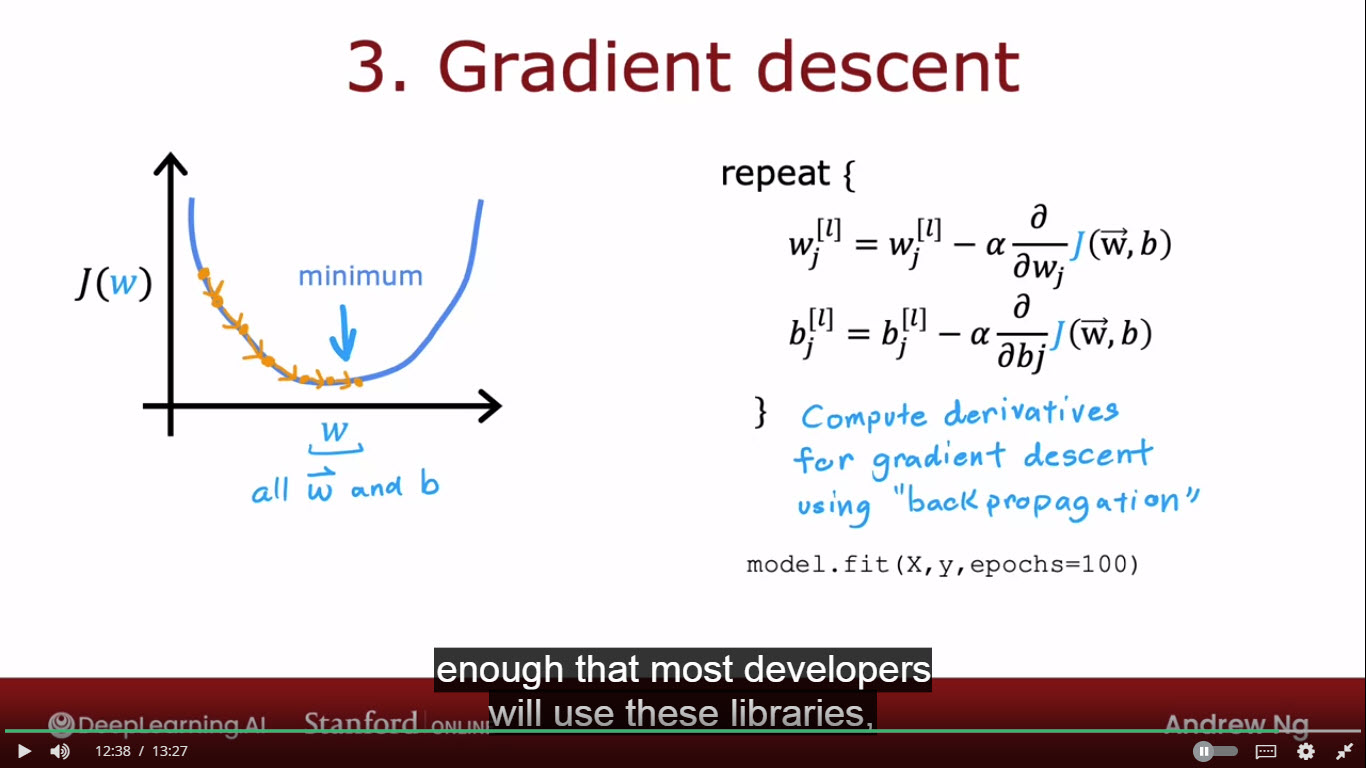 3. Gradient descent
J(w)
minimum
w
all w⃗ and b
repeat {
w_j^[l] = w_j^[l] − α ∂/∂w_j J(w⃗, b)
b_j^[l] = b_j^[l] − α ∂/∂bj J(w⃗, b)
}
Compute derivatives
for gradient descent
using "backpropagation"
model.fit(X,y,epochs=100)
enough that most developers
will use these libraries,
DeepLearning.AI
Stanford | ONLINE
Andrew Ng
12:38 / 13:27